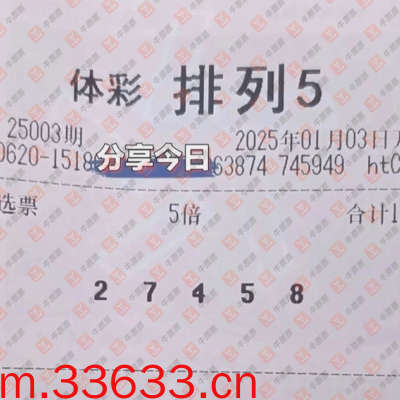 体彩 排列5
25003期 2025年01月03日
0620-1518 分享今日 63874 745949 htC
选票 5倍 合计1
2 7 4 5 8
m.33633.cn